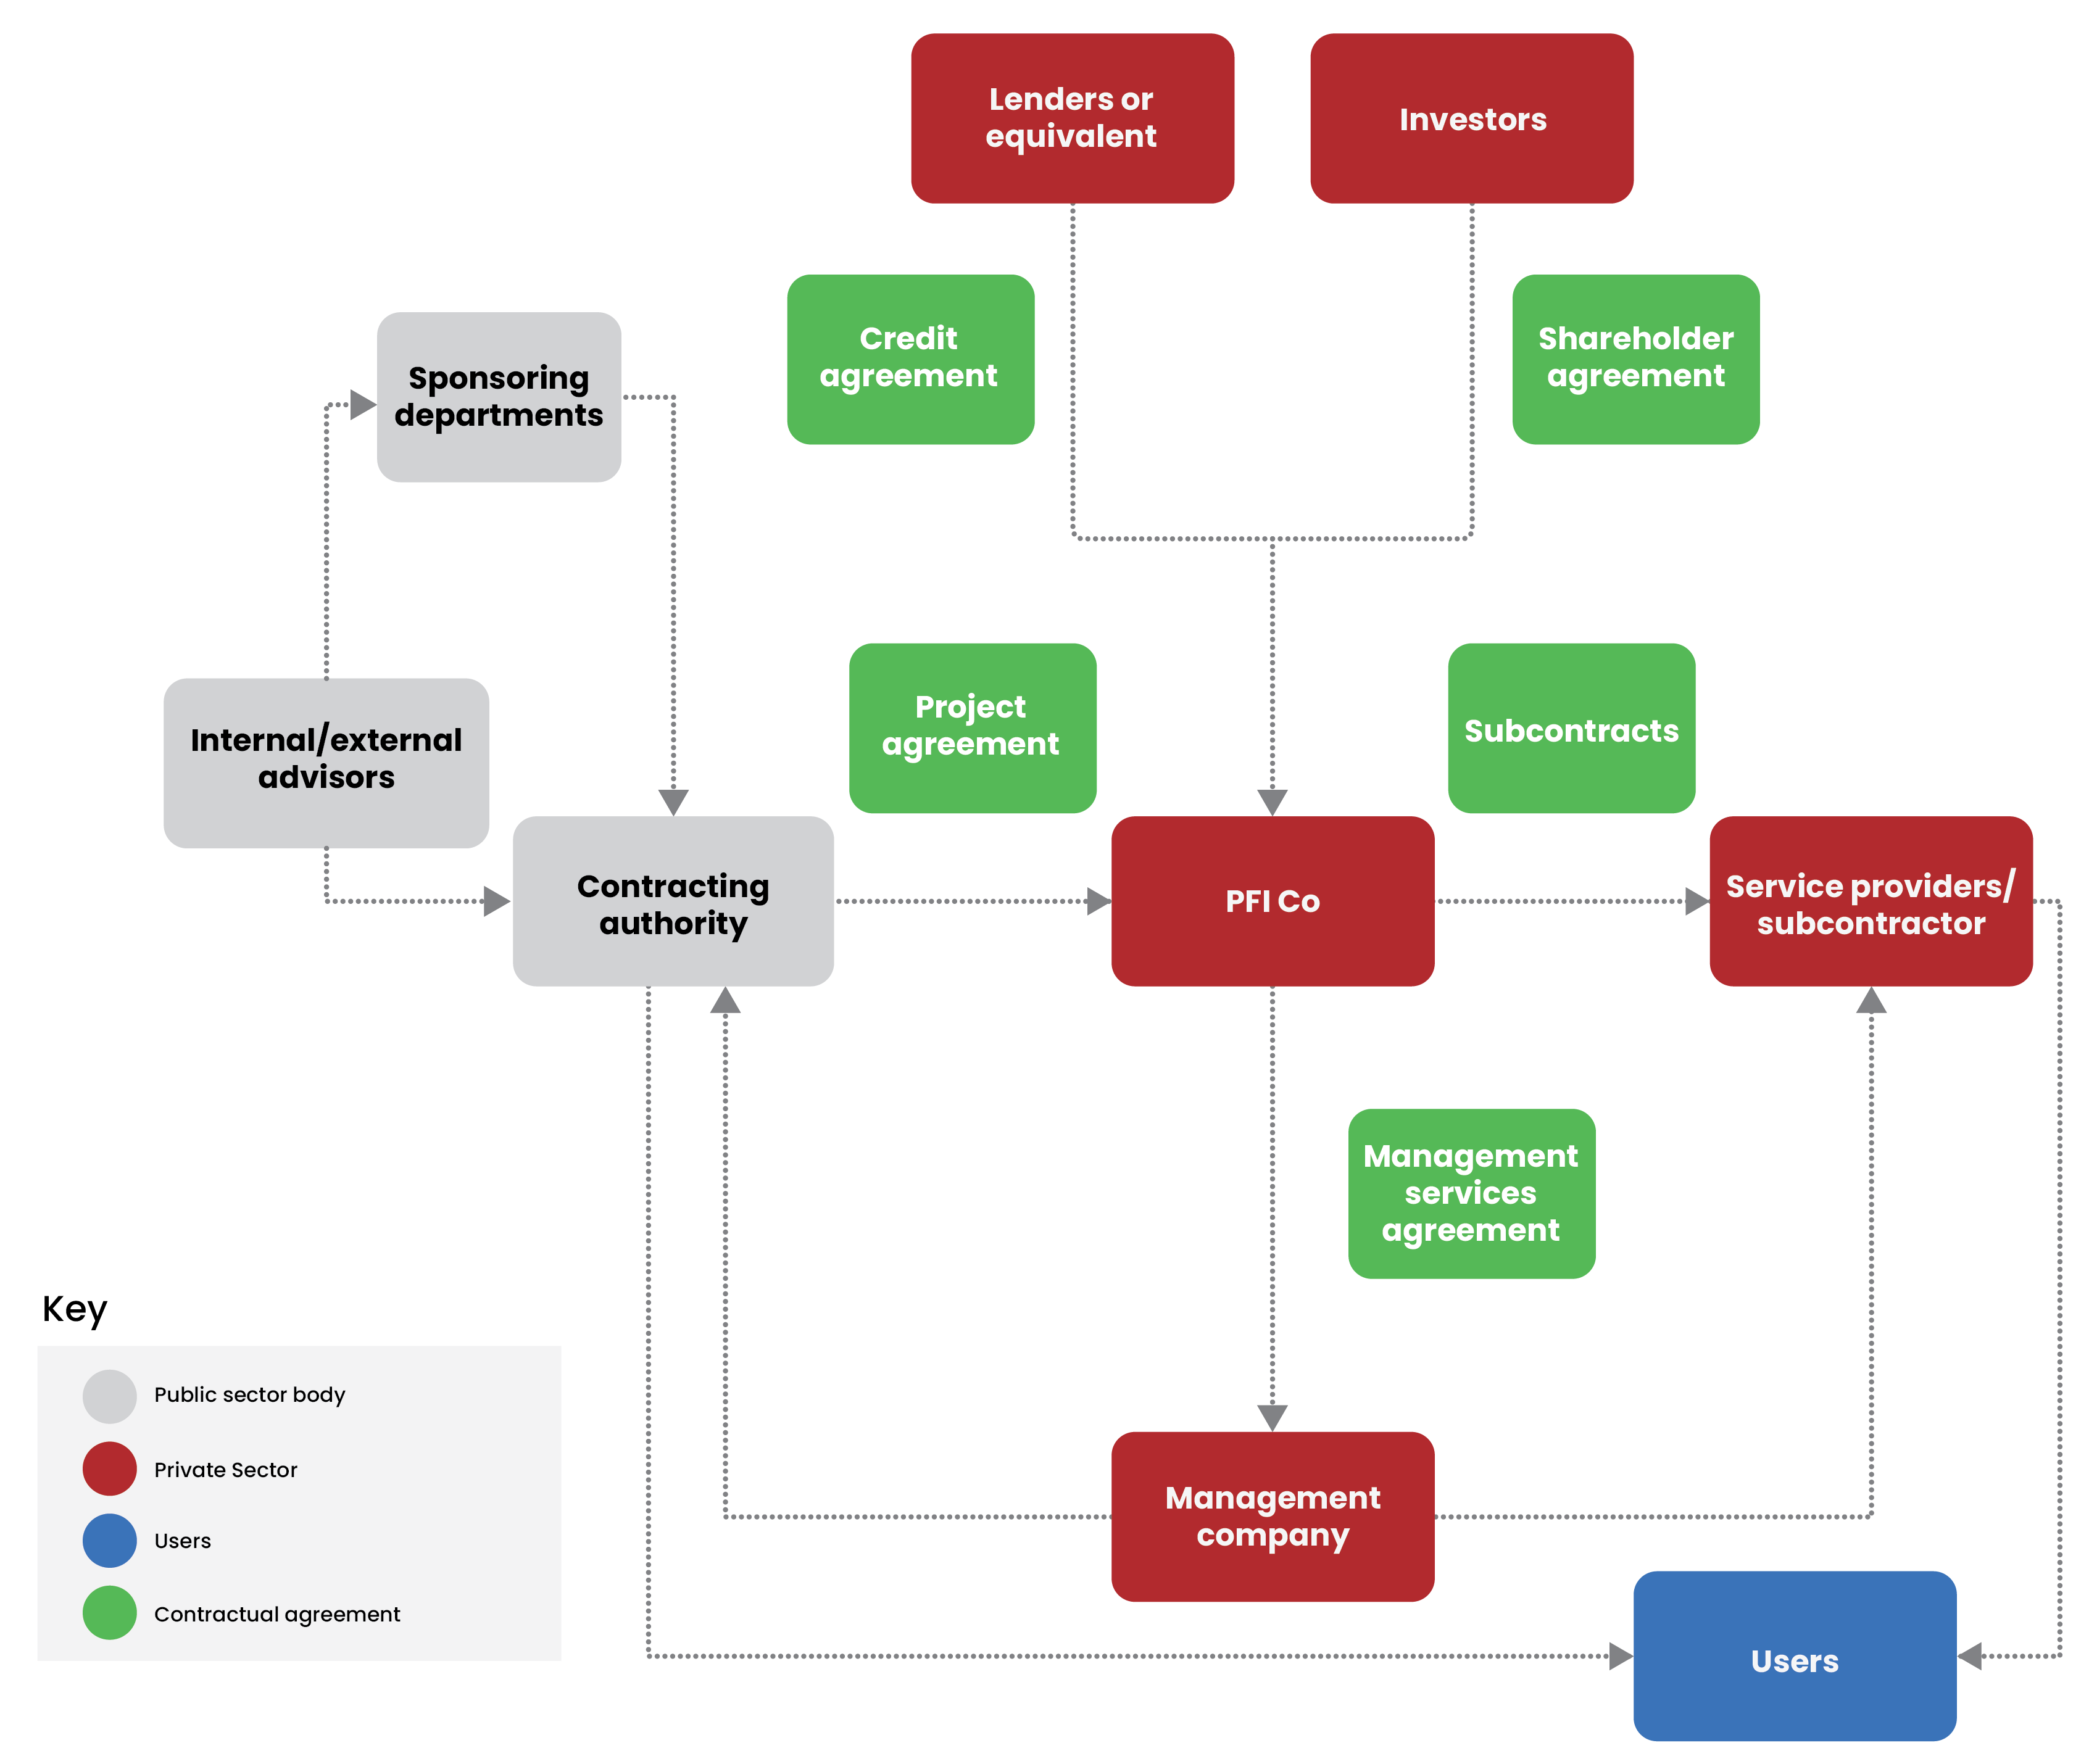 Lenders or
equivalent
Investors
Credit
agreement
Shareholder
agreement
Sponsoring
departments
Internal/external
advisors
Project
agreement
Subcontracts
Contracting
authority
PFI Co
Service providers/
subcontractor
Management
services
agreement
Management
company
Users
Key
Public sector body
Private Sector
Users
Contractual agreement